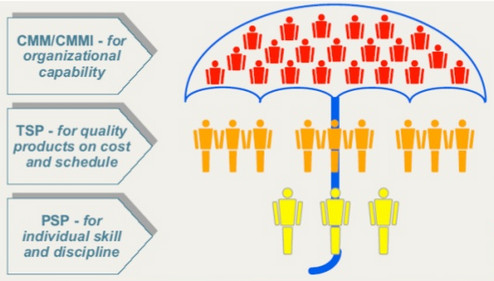 CMM/CMMI - for
organizational
capability
TSP - for quality
products on cost
and schedule
PSP - for
individual skill
and discipline